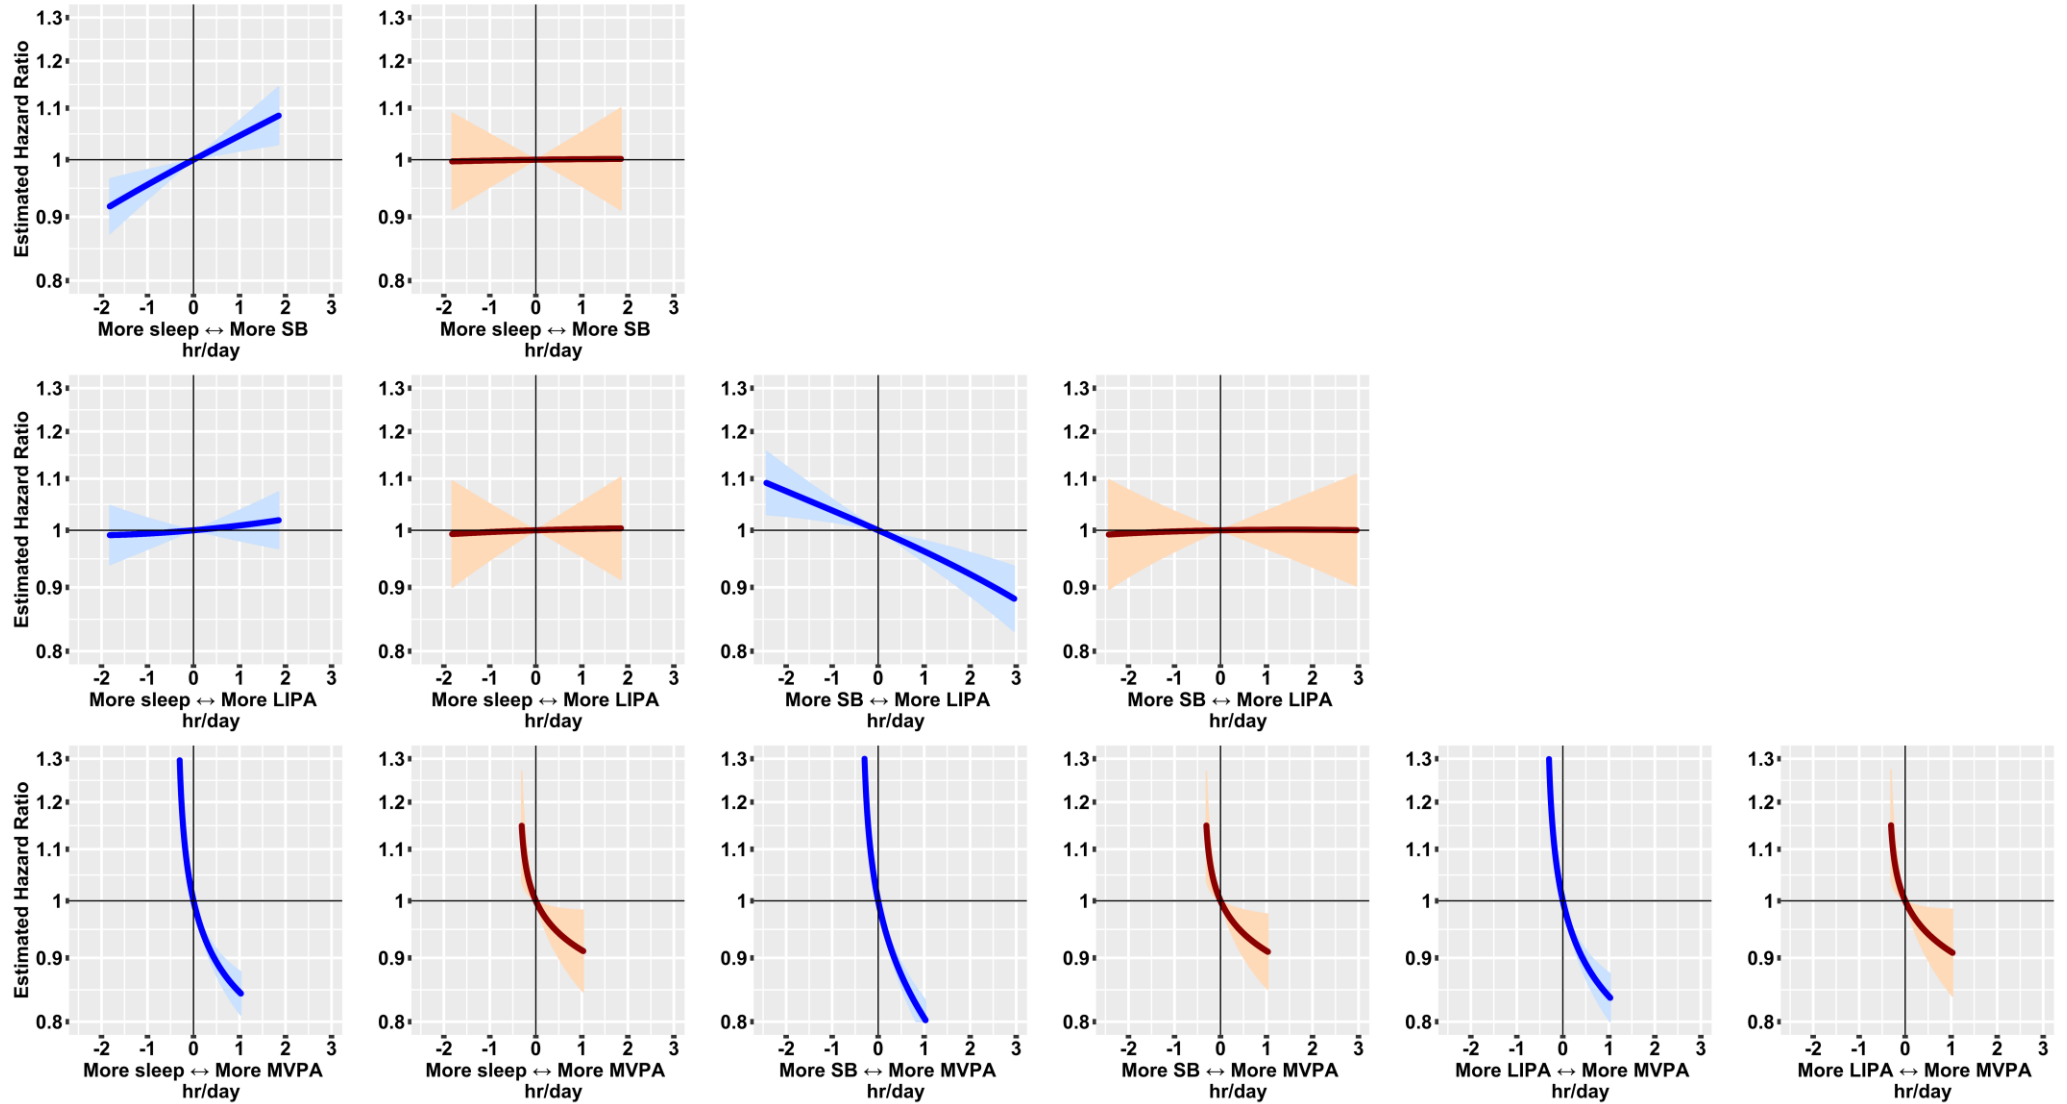 Estimated Hazard Ratio
1.3
1.2
1.1
1
0.9
0.8
-2 -1 0 1 2 3
More sleep ↔ More SB
hr/day
1.3
1.2
1.1
1
0.9
0.8
-2 -1 0 1 2 3
More sleep ↔ More SB
hr/day
Estimated Hazard Ratio
1.3
1.2
1.1
1
0.9
0.8
-2 -1 0 1 2 3
More sleep ↔ More LIPA
hr/day
1.3
1.2
1.1
1
0.9
0.8
-2 -1 0 1 2 3
More sleep ↔ More LIPA
hr/day
1.3
1.2
1.1
1
0.9
0.8
-2 -1 0 1 2 3
More SB ↔ More LIPA
hr/day
1.3
1.2
1.1
1
0.9
0.8
-2 -1 0 1 2 3
More SB ↔ More LIPA
hr/day
Estimated Hazard Ratio
1.3
1.2
1.1
1
0.9
0.8
-2 -1 0 1 2 3
More sleep ↔ More MVPA
hr/day
1.3
1.2
1.1
1
0.9
0.8
-2 -1 0 1 2 3
More sleep ↔ More MVPA
hr/day
1.3
1.2
1.1
1
0.9
0.8
-2 -1 0 1 2 3
More SB ↔ More MVPA
hr/day
1.3
1.2
1.1
1
0.9
0.8
-2 -1 0 1 2 3
More SB ↔ More MVPA
hr/day
1.3
1.2
1.1
1
0.9
0.8
-2 -1 0 1 2 3
More LIPA ↔ More MVPA
hr/day
1.3
1.2
1.1
1
0.9
0.8
-2 -1 0 1 2 3
More LIPA ↔ More MVPA
hr/day